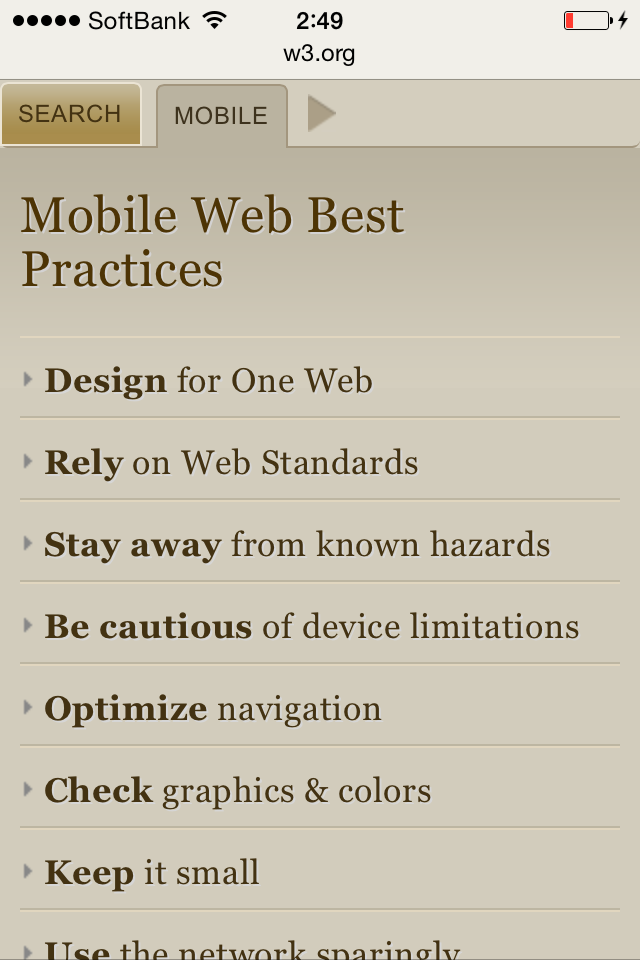 SoftBank 2:49
w3.org
SEARCH MOBILE
Mobile Web Best
Practices
Design for One Web
Rely on Web Standards
Stay away from known hazards
Be cautious of device limitations
Optimize navigation
Check graphics & colors
Keep it small
Use the network sparingly